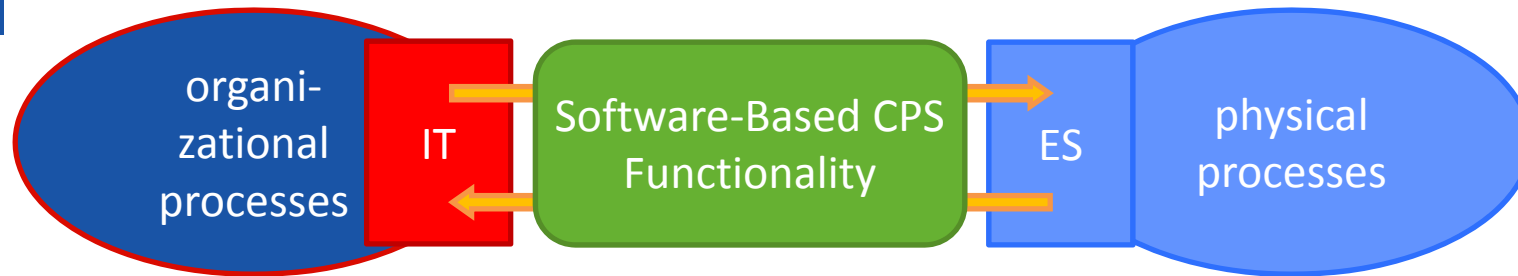 organi-
zational
processes
IT
Software-Based CPS
Functionality
ES
physical
processes